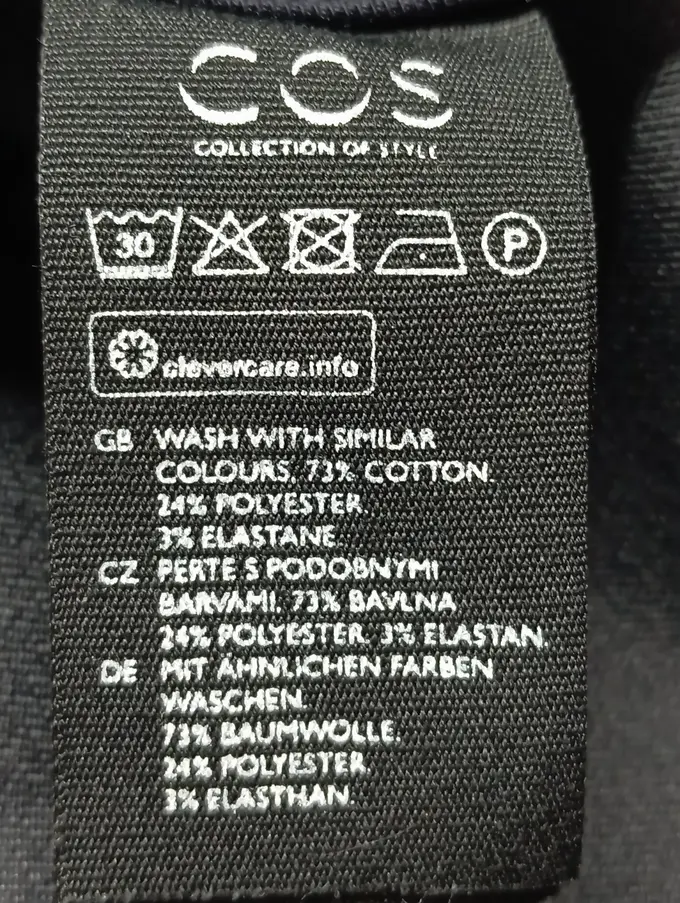 COS
COLLECTION OF STYLE
30
P
clevercare.info
GB WASH WITH SIMILAR
COLOURS. 73% COTTON.
24% POLYESTER.
3% ELASTANE
CZ PERTE S PODOBNÝMI
BARVAMI. 73% BAVLNA
24% POLYESTER. 3% ELASTAN.
DE MIT ÄHNLICHEN FARBEN
WASCHEN.
73% BAUMWOLLE.
24% POLYESTER.
3% ELASTHAN.